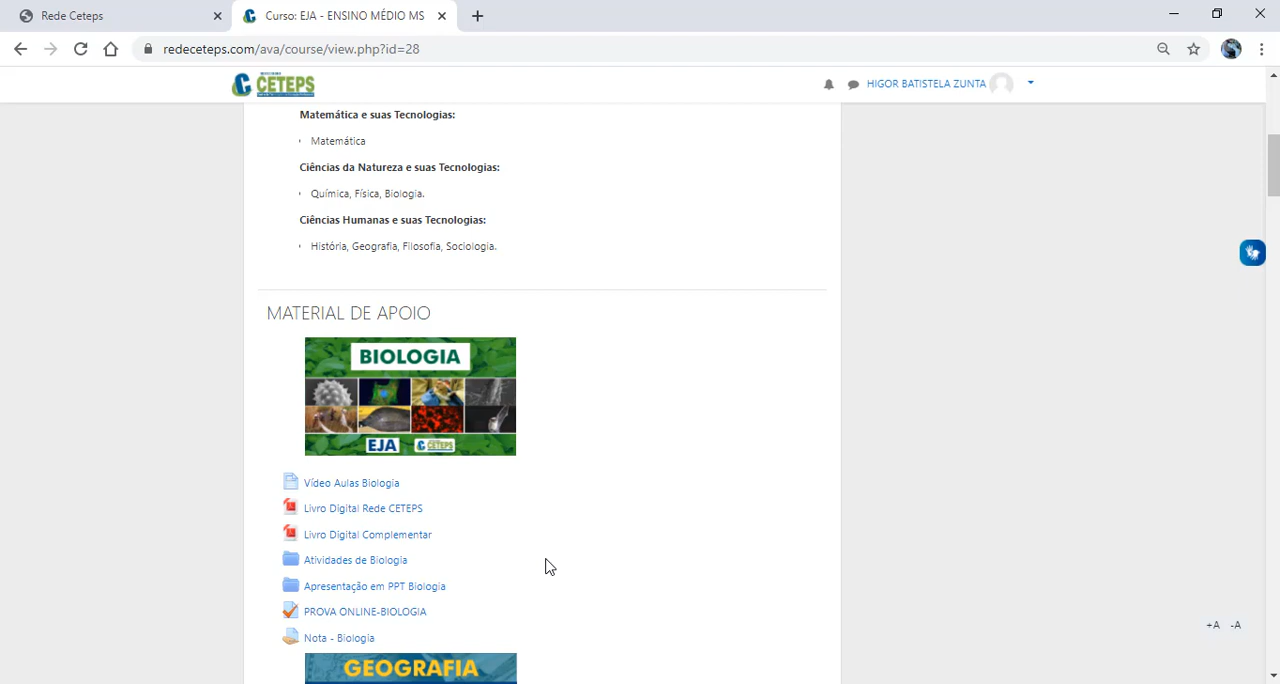 Rede Ceteps
Curso: EJA - ENSINO MÉDIO MS
redeceteps.com/ava/course/view.php?id=28
CETEPS
HIGOR BATISTELA ZUNTA
Matemática e suas Tecnologias:
Matemática
Ciências da Natureza e suas Tecnologias:
Química, Física, Biologia.
Ciências Humanas e suas Tecnologias:
História, Geografia, Filosofia, Sociologia.
MATERIAL DE APOIO
BIOLOGIA
EJA CETEPS
Vídeo Aulas Biologia
Livro Digital Rede CETEPS
Livro Digital Complementar
Atividades de Biologia
Apresentação em PPT Biologia
PROVA ONLINE-BIOLOGIA
Nota - Biologia
GEOGRAFIA
+A -A